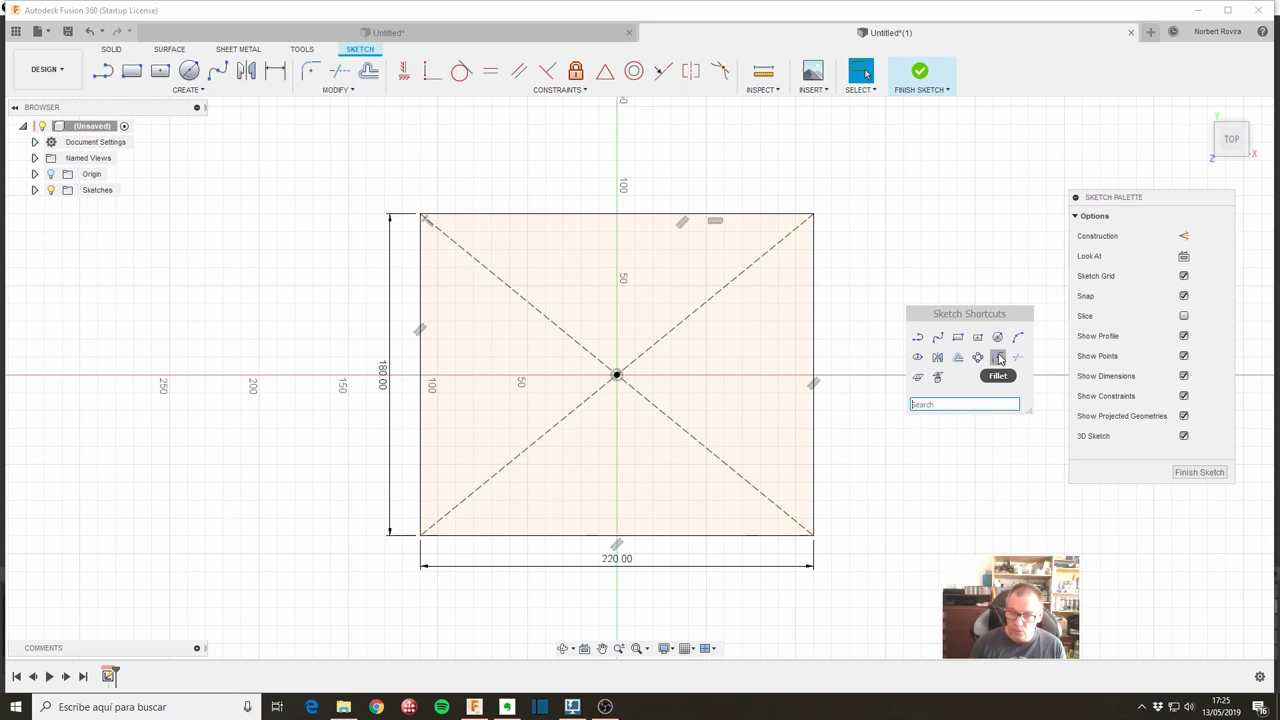 Autodesk Fusion 360 (Startup License)
Untitled*
Untitled*(1)
Norbert Rovira
SOLID
SURFACE
SHEET METAL
TOOLS
SKETCH
DESIGN
CREATE
MODIFY
CONSTRAINTS
INSPECT
INSERT
SELECT
FINISH SKETCH
BROWSER
(Unsaved)
Document Settings
Named Views
Origin
Sketches
Y
TOP
X
Z
100
50
250
200
150
100
50
180.00
220.00
SKETCH PALETTE
Options
Construction
Look At
Sketch Grid
Snap
Slice
Show Profile
Show Points
Show Dimensions
Show Constraints
Show Projected Geometries
3D Sketch
Finish Sketch
Sketch Shortcuts
Fillet
Search
COMMENTS
Escribe aquí para buscar
17:25
13/05/2019
16